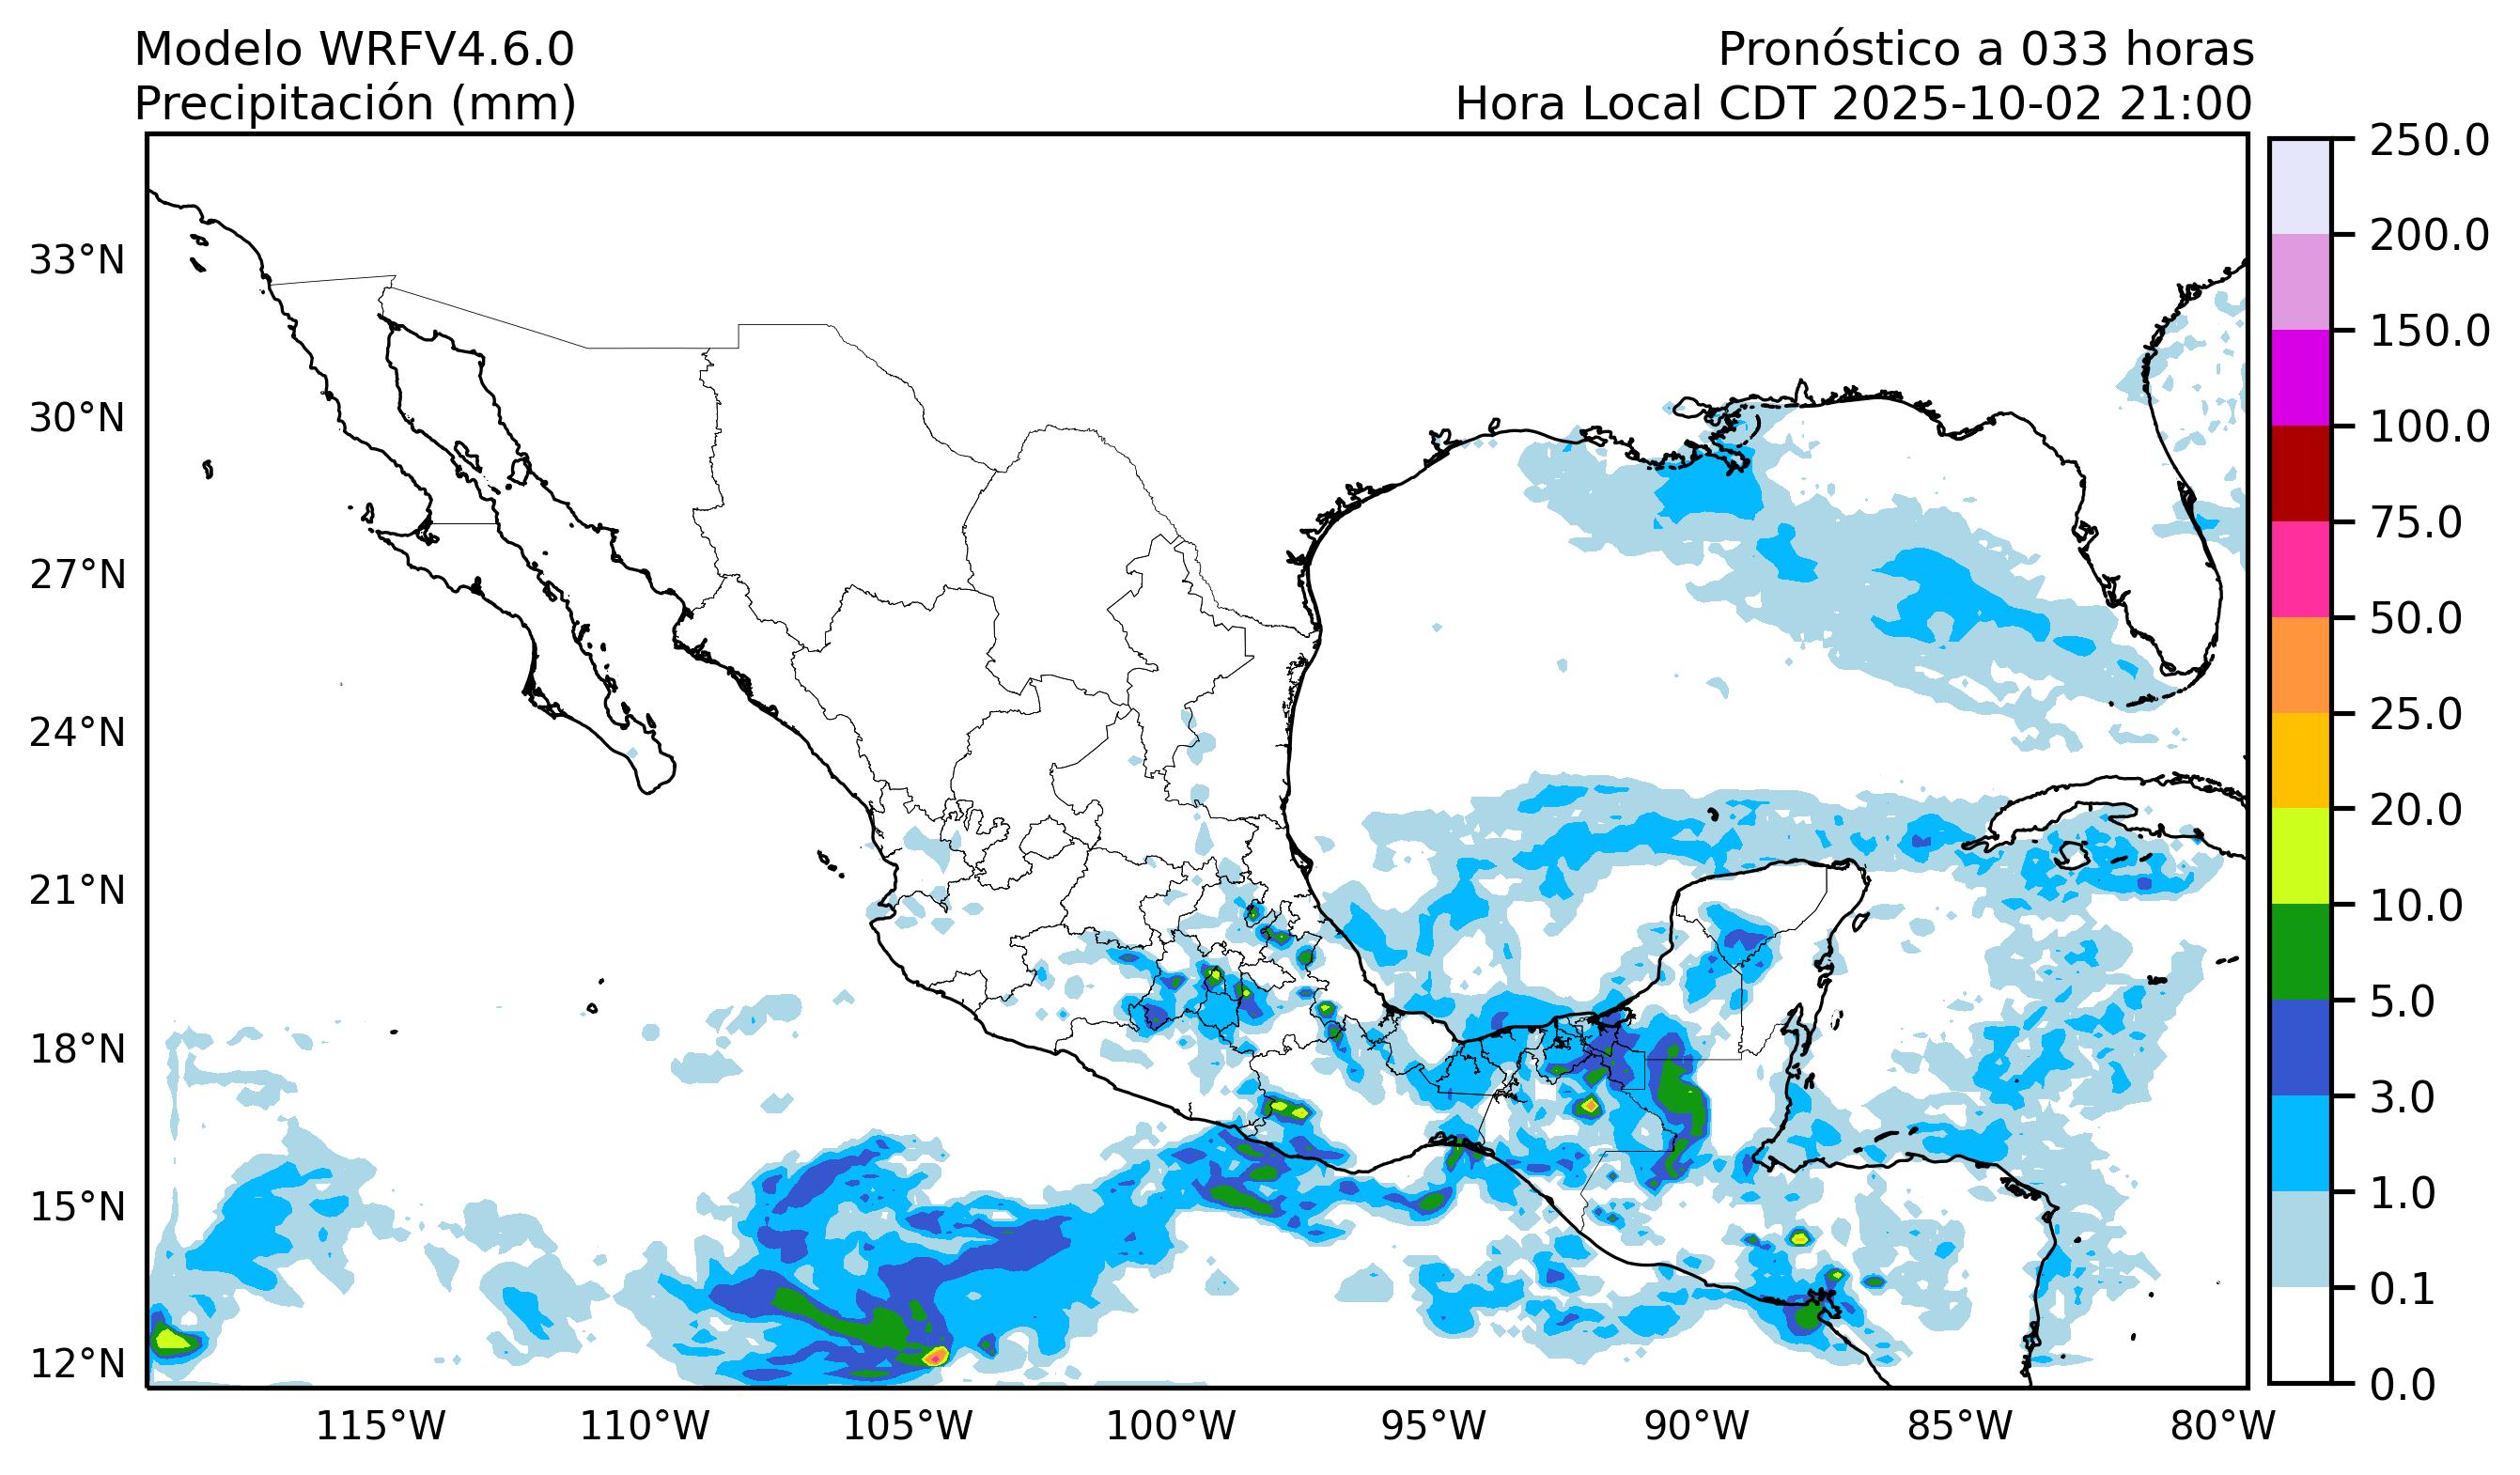 Modelo WRFV4.6.0
Precipitación (mm)
Pronóstico a 033 horas
Hora Local CDT 2025-10-02 21:00
33°N
30°N
27°N
24°N
21°N
18°N
15°N
12°N
115°W
110°W
105°W
100°W
95°W
90°W
85°W
80°W
250.0
200.0
150.0
100.0
75.0
50.0
25.0
20.0
10.0
5.0
3.0
1.0
0.1
0.0